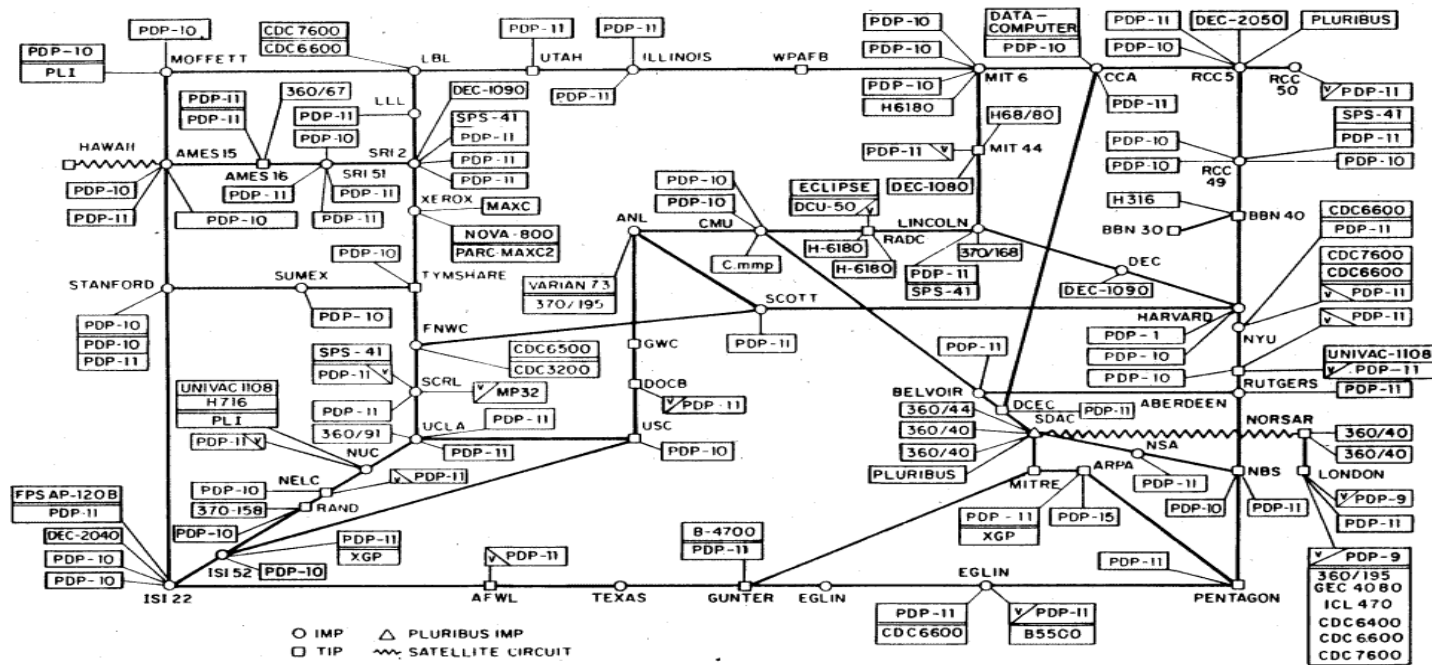 PDP-10
CDC 7600
CDC 6600
PDP-11
PDP-11
PDP-10
DATA-
COMPUTER
PDP-10
PDP-11
DEC-2050
PLURIBUS
PDP-10
PLI
MOFFETT
LBL
UTAH
ILLINOIS
WPAFB
PDP-10
PDP-10
H6180
MIT 6
CCA
PDP-10
RCC 5
RCC
50
PDP-11
V PDP-11
PDP-11
PDP-11
PDP-11
360/67
LLL
PDP-11
DEC-1090
SPS-41
PDP-11
H68/80
SPS-41
PDP-11
HAWAII
AMES 15
AMES 16
PDP-10
SRI 51
SRI 2
PDP-11
PDP-11
PDP-11 V
MIT 44
DEC-1080
PDP-10
PDP-10
RCC
49
PDP-10
PDP-10
PDP-11
PDP-10
PDP-11
PDP-11
PDP-11
XEROX
MAXC
NOVA-800
PARC-MAXC2
PDP-10
PDP-10
ECLIPSE
DCU-50 V
H316
BBN 40
BBN 30
CDC6600
PDP-11
ANL
CMU
C.mmp
H-6180
RADC
H-6180
LINCOLN
370/168
PDP-11
SPS-41
DEC
DEC-1090
CDC7600
CDC6600
V PDP-11
V PDP-11
STANFORD
SUMEX
PDP-10
TYMSHARE
PDP-10
VARIAN 73
370/195
SCOTT
PDP-11
HARVARD
PDP-1
PDP-10
NYU
PDP-10
PDP-10
PDP-11
FNWC
CDC6500
CDC3200
GWC
SPS-41
PDP-11 V
SCRL
V MP32
DOCB
V PDP-11
PDP-11
BELVOIR
PDP-10
RUTGERS
UNIVAC-1108
V PDP-11
PDP-11
UNIVAC 1108
H716
PLI
PDP-11 V
PDP-11
360/91
UCLA
PDP-11
PDP-11
USC
PDP-10
360/44
360/40
360/40
PLURIBUS
DCEC
SDAC
PDP-11
ABERDEEN
NORSAR
360/40
360/40
NUC
NELC
PDP-10
V PDP-11
370-158
RAND
PDP-10
MITRE
ARPA
NSA
PDP-11
NBS
PDP-10
PDP-11
LONDON
V PDP-9
PDP-11
FPS AP-120B
PDP-11
DEC-2040
PDP-10
PDP-10
PDP-11
XGP
ISI 52
PDP-10
V PDP-11
B-4700
PDP-11
PDP-11
XGP
PDP-15
PDP-11
ISI 22
AFWL
TEXAS
GUNTER
EGLIN
EGLIN
PENTAGON
PDP-11
CDC6600
V PDP-11
B5500
V PDP-9
360/195
GEC 4080
ICL 470
CDC6400
CDC6600
CDC7600
IMP
PLURIBUS IMP
TIP
SATELLITE CIRCUIT